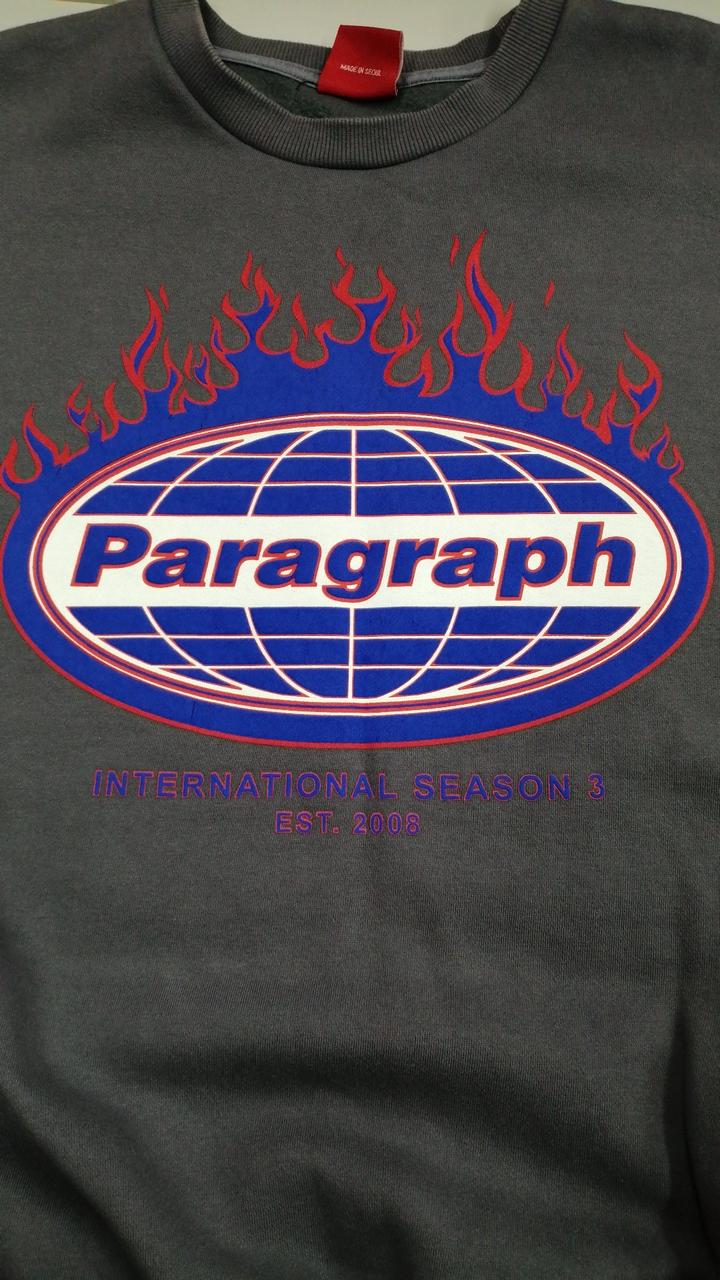 MADE IN SEOUL
Paragraph
INTERNATIONAL SEASON 3
EST. 2008